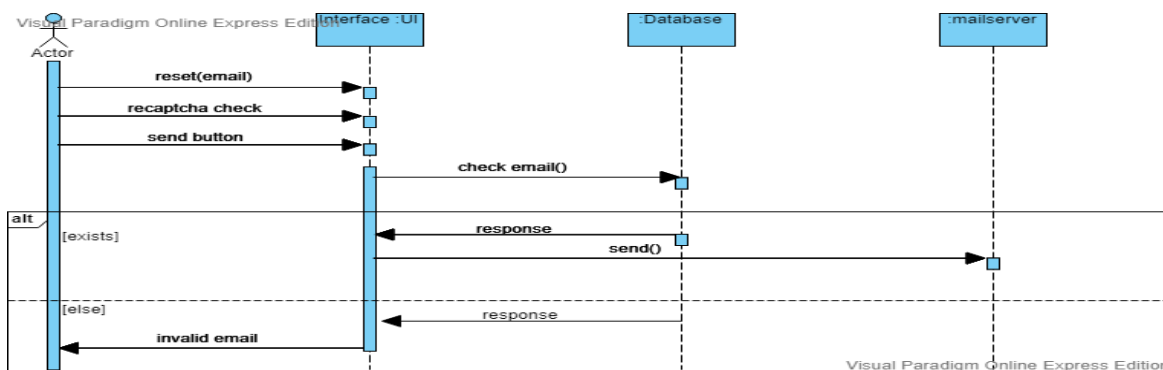 Visual Paradigm Online Express Edition
Interface :UI
:Database
:mailserver
Actor
reset(email)
recaptcha check
send button
check email()
alt
[exists]
response
send()
[else]
response
invalid email
Visual Paradigm Online Express Edition